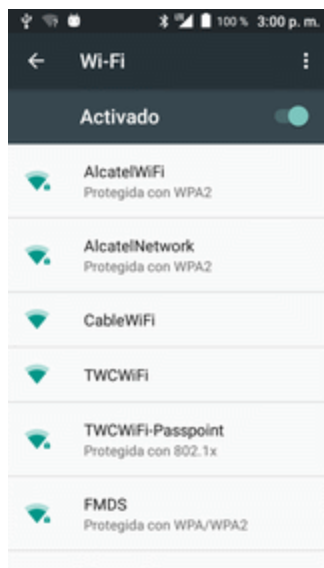 100 % 3:00 p. m.
Wi-Fi
Activado
AlcatelWiFi
Protegida con WPA2
AlcatelNetwork
Protegida con WPA2
CableWiFi
TWCWiFi
TWCWiFi-Passpoint
Protegida con 802.1x
FMDS
Protegida con WPA/WPA2